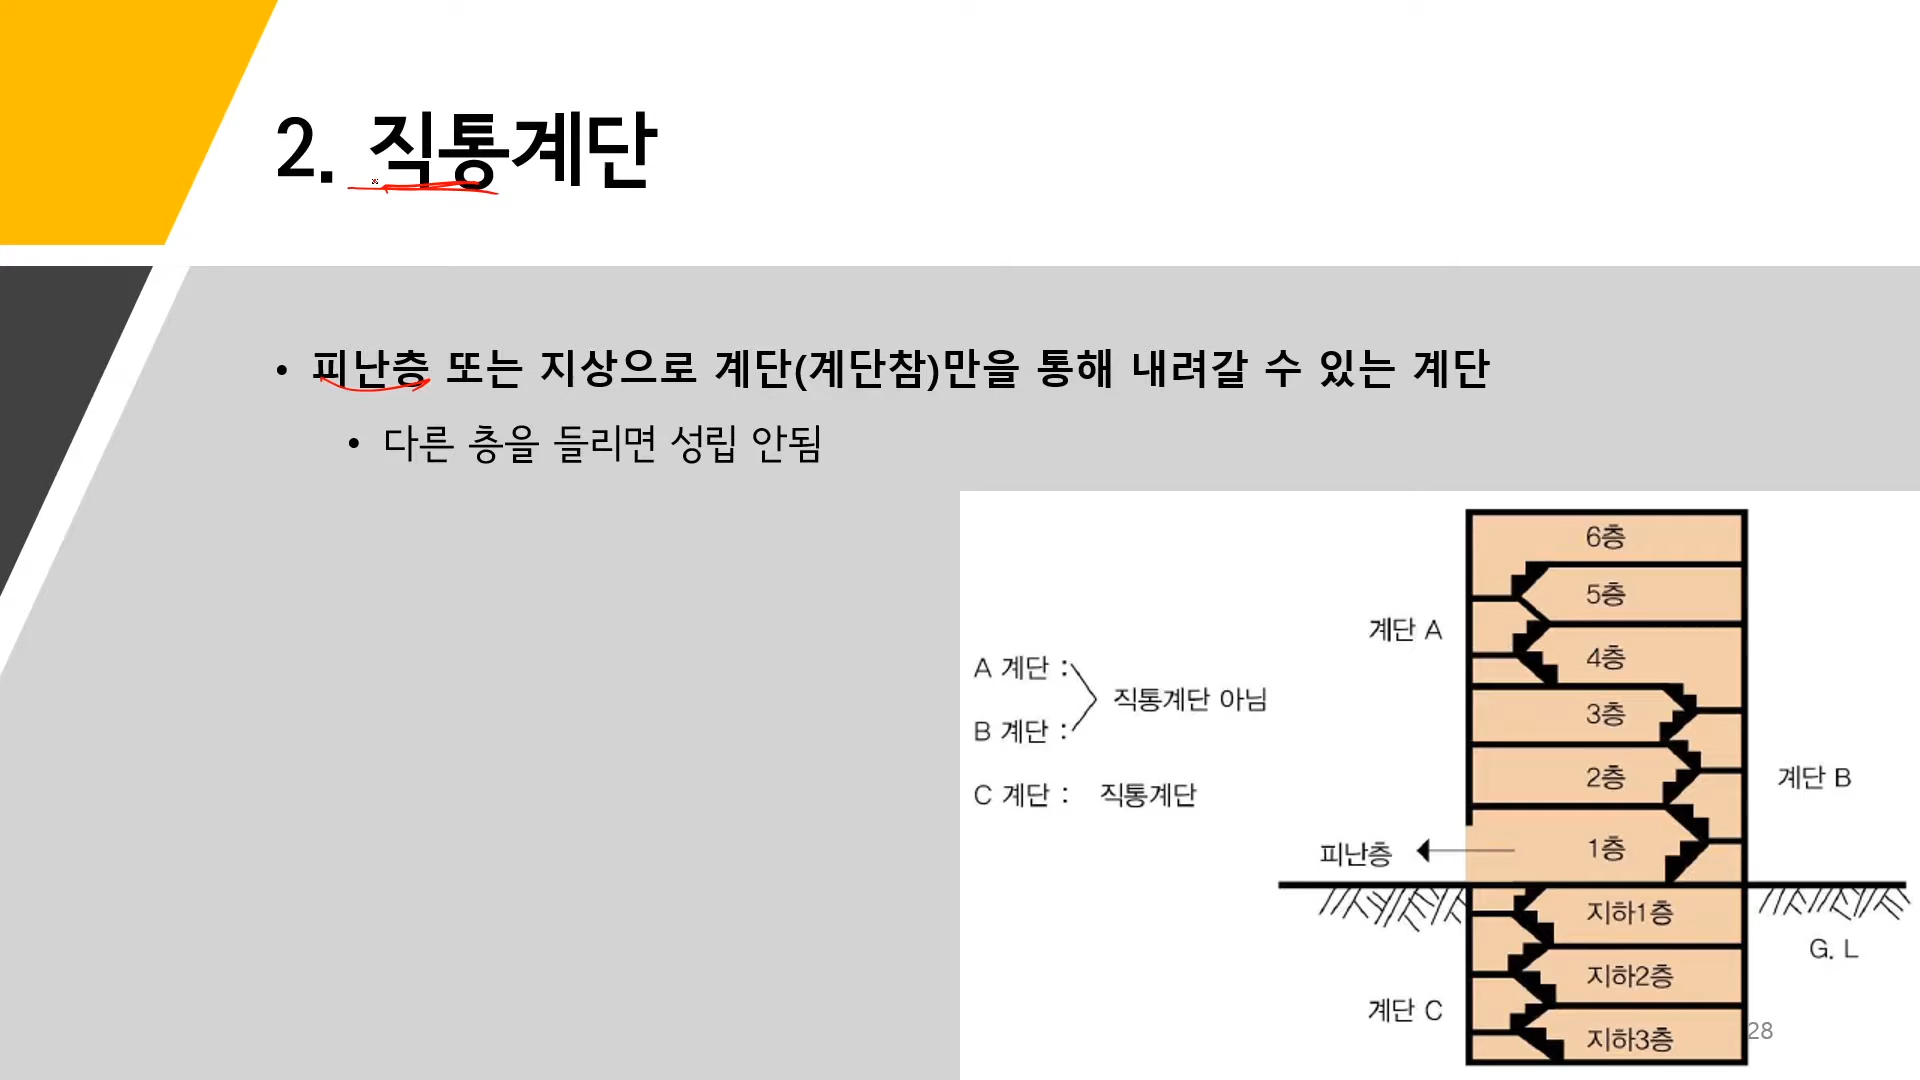 2. 직통계단
• 피난층 또는 지상으로 계단(계단참)만을 통해 내려갈 수 있는 계단
• 다른 층을 들리면 성립 안됨
A 계단 :
B 계단 :
직통계단 아님
C 계단 : 직통계단
계단 A
계단 B
피난층
계단 C
6층
5층
4층
3층
2층
1층
지하1층
지하2층
지하3층
G. L
28